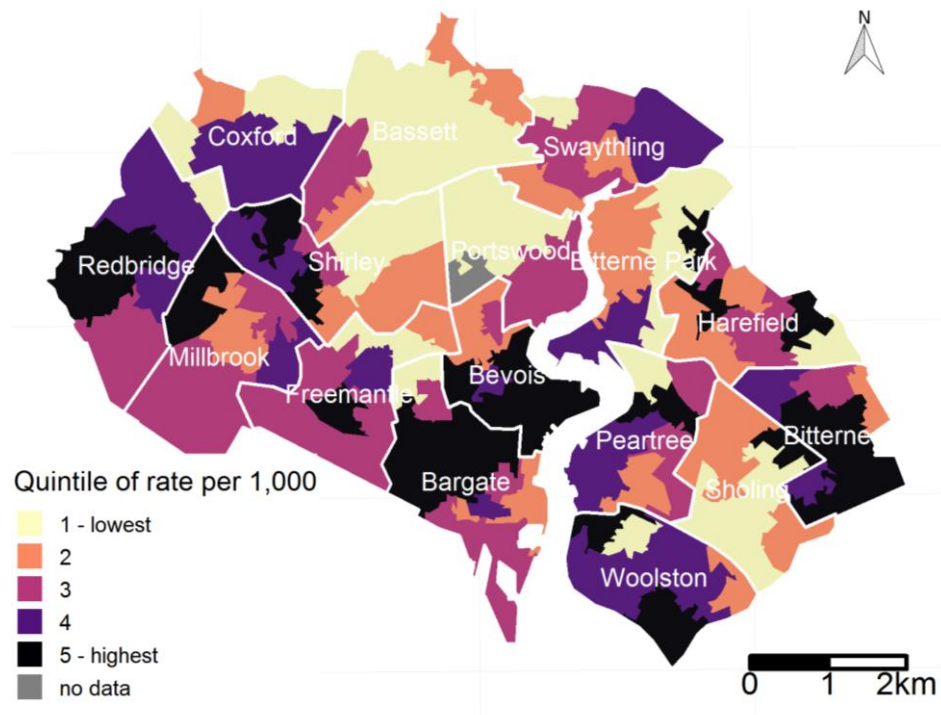 N
Coxford
Bassett
Swaythling
Redbridge
Shirley
Portswood
Bitterne Park
Millbrook
Harefield
Freemantle
Bevois
Peartree
Bitterne
Bargate
Sholing
Woolston
Quintile of rate per 1,000
1 - lowest
2
3
4
5 - highest
no data
0 1 2km